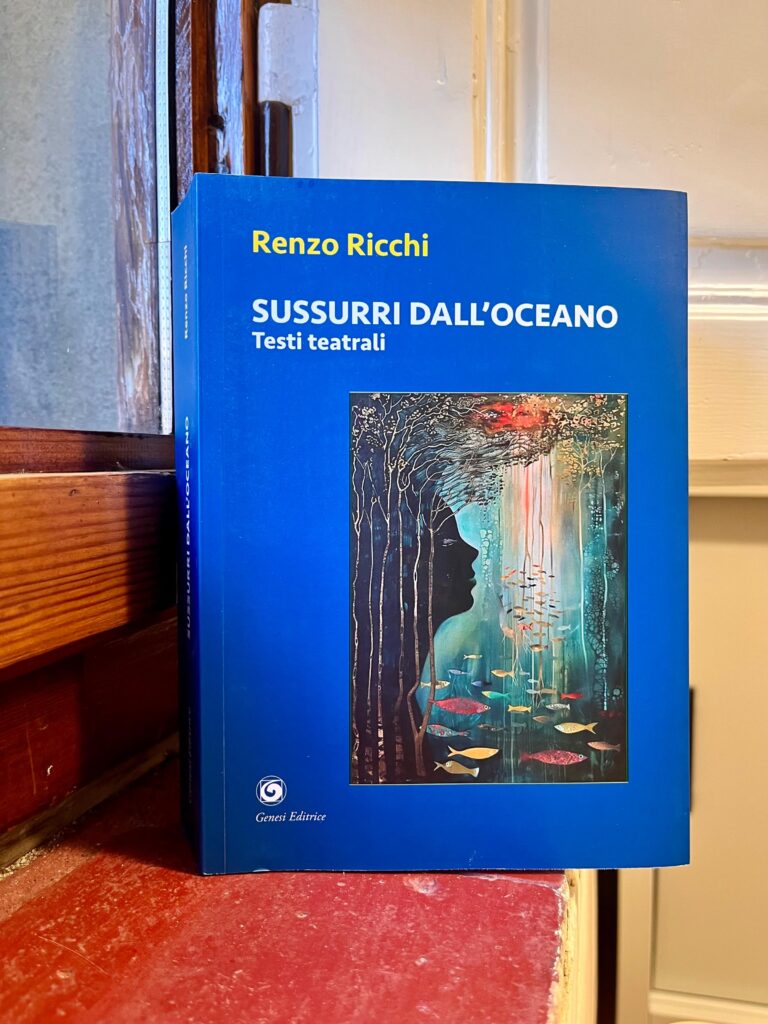 Renzo Ricchi
SUSSURRI DALL'OCEANO
Testi teatrali
Genesi Editrice
Renzo Ricchi
SUSSURRI DALL'OCEANO